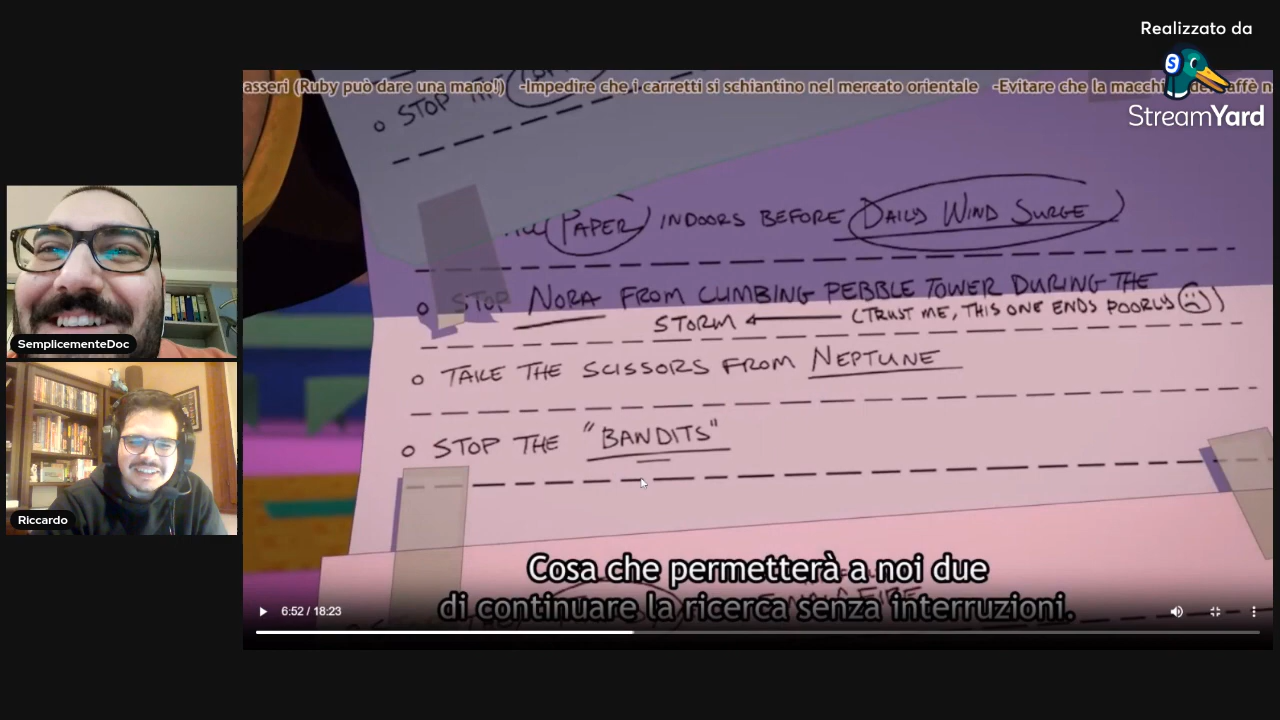 Realizzato da
StreamYard
asseri (Ruby può dare una mano!) -Impedire che i carretti si schiantino nel mercato orientale -Evitare che la macchi del caffè n
STOP
PAPER INDOORS BEFORE DAILY WIND SURGE
STOP NORA FROM CLIMBING PEBBLE TOWER DURING THE
STORM (TRUST ME, THIS ONE ENDS POORLY )
TAKE THE SCISSORS FROM NEPTUNE
STOP THE "BANDITS"
SemplicementeDoc
Riccardo
Cosa che permetterà a noi due
di continuare la ricerca senza interruzioni.
6:52 / 18:23